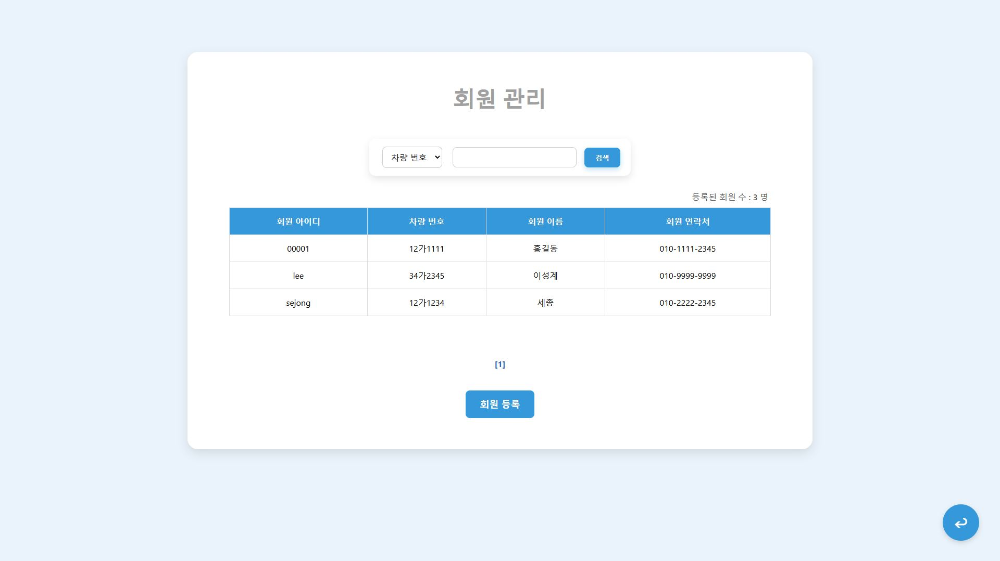 회원 관리
차량 번호 검색
등록된 회원 수 : 3 명
회원 아이디 차량 번호 회원 이름 회원 연락처
00001 12가1111 홍길동 010-1111-2345
lee 34가2345 이성계 010-9999-9999
sejong 12가1234 세종 010-2222-2345
[1]
회원 등록